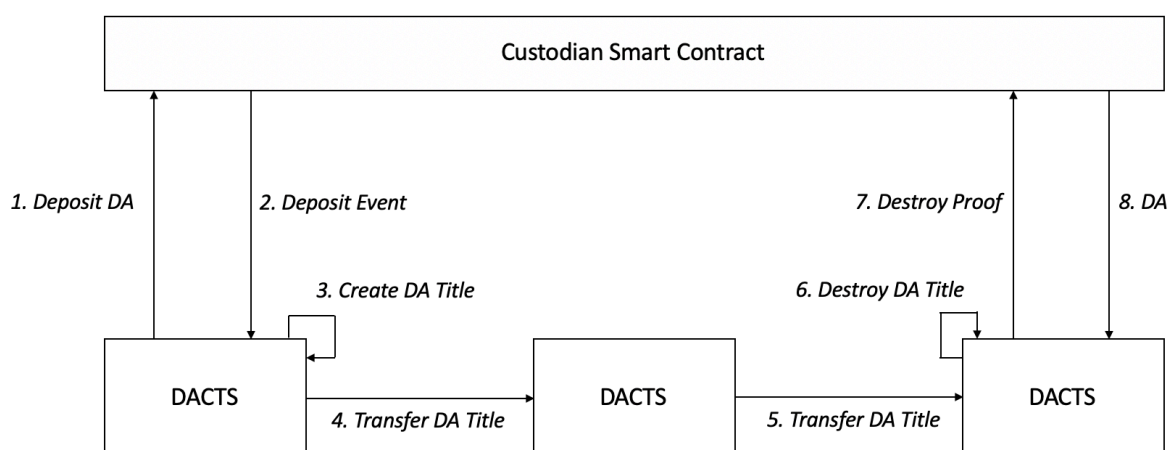 Custodian Smart Contract
1. Deposit DA
2. Deposit Event
7. Destroy Proof
8. DA
3. Create DA Title
6. Destroy DA Title
DACTS
DACTS
DACTS
4. Transfer DA Title
5. Transfer DA Title